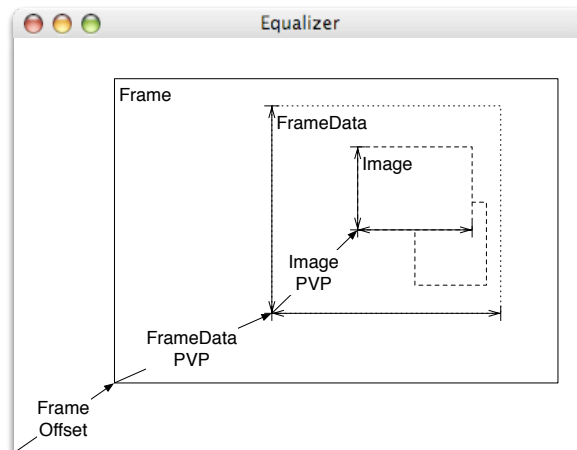 Equalizer
Frame
FrameData
Image
Image
PVP
FrameData
PVP
Frame
Offset